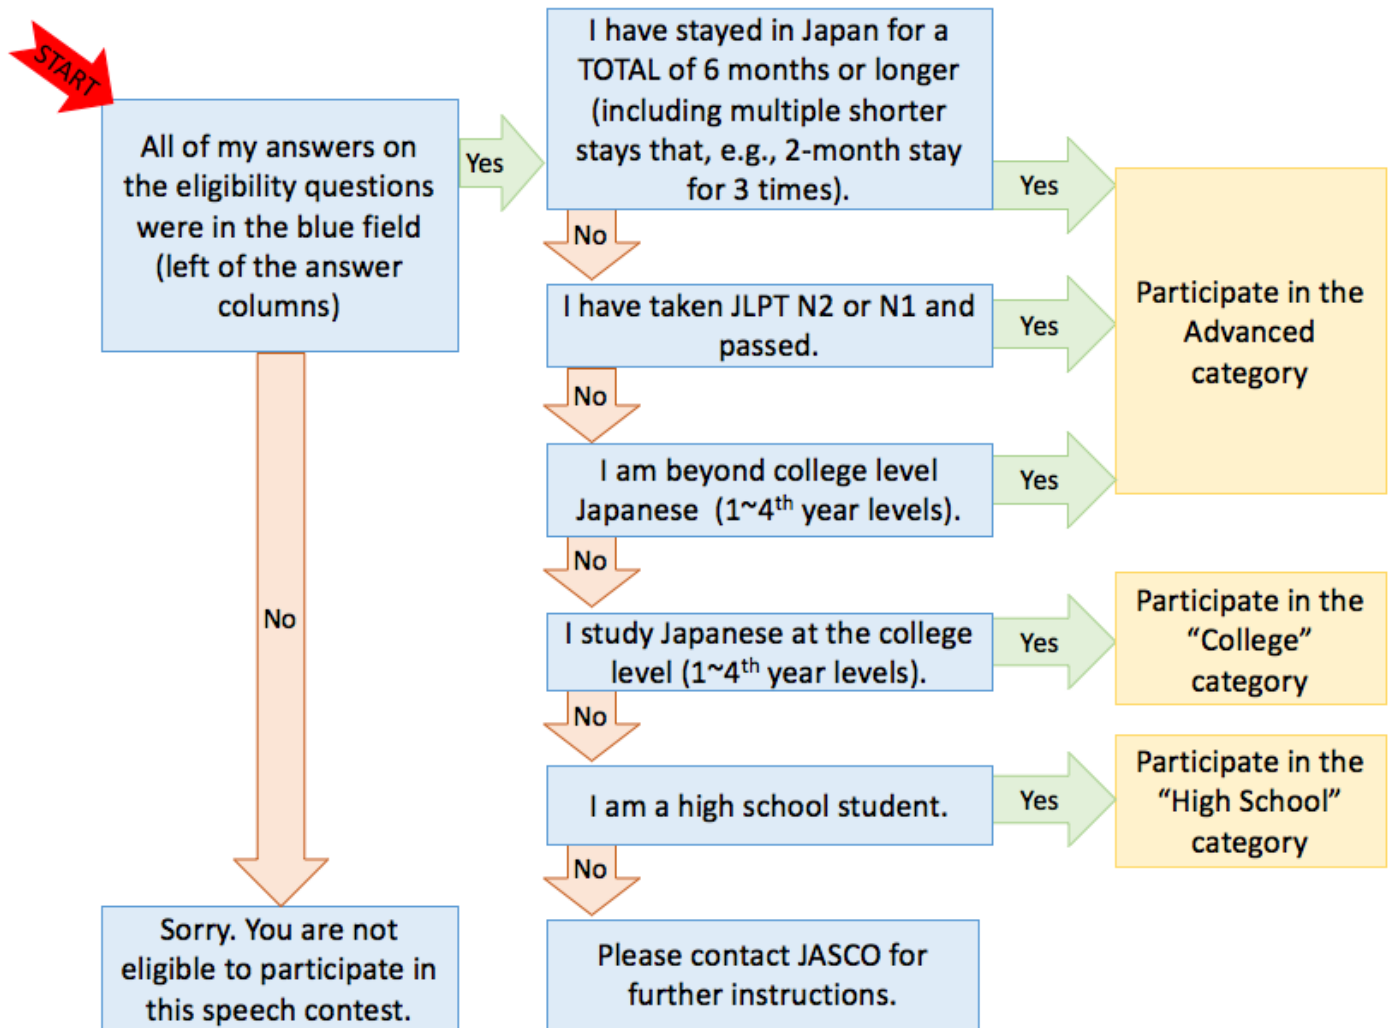 START
All of my answers on
the eligibility questions
were in the blue field
(left of the answer
columns)
Yes
No
Sorry. You are not
eligible to participate in
this speech contest.
I have stayed in Japan for a
TOTAL of 6 months or longer
(including multiple shorter
stays that, e.g., 2-month stay
for 3 times).
Yes
No
I have taken JLPT N2 or N1 and
passed.
Yes
No
I am beyond college level
Japanese (1~4th year levels).
Yes
Participate in the
Advanced
category
No
I study Japanese at the college
level (1~4th year levels).
Yes
Participate in the
“College”
category
No
I am a high school student.
Yes
Participate in the
“High School”
category
No
Please contact JASCO for
further instructions.